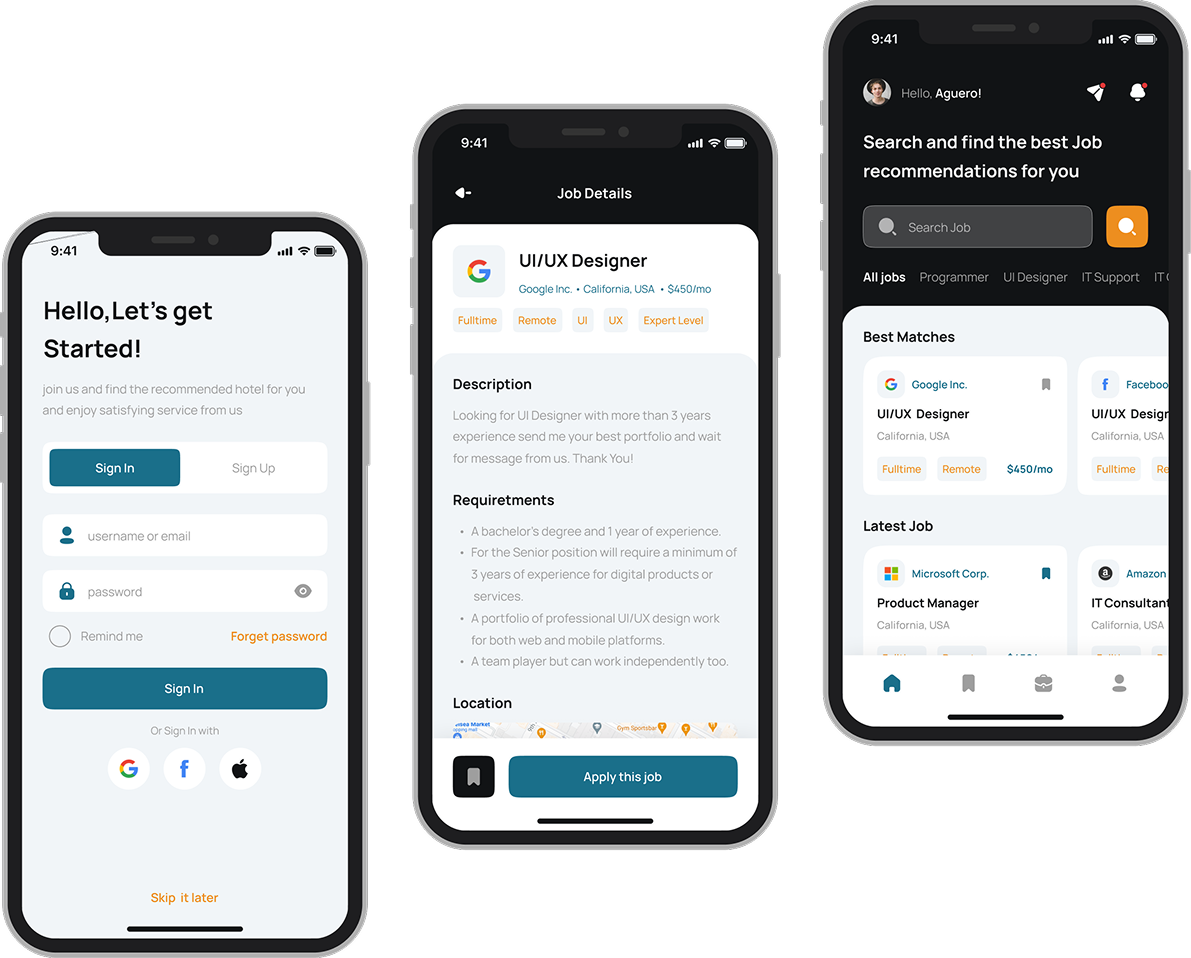 9:41
Hello,Let's get
Started!
join us and find the recommended hotel for you
and enjoy satisfying service from us
Sign In
Sign Up
username or email
password
Remind me
Forget password
Sign In
Or Sign In with
Skip it later
9:41
Job Details
UI/UX Designer
Google Inc. • California, USA • $450/mo
Fulltime
Remote
UI
UX
Expert Level
Description
Looking for UI Designer with more than 3 years
experience send me your best portfolio and wait
for message from us. Thank You!
Requiretments
• A bachelor's degree and 1 year of experience.
• For the Senior position will require a minimum of
3 years of experience for digital products or
services.
• A portfolio of professional UI/UX design work
for both web and mobile platforms.
• A team player but can work independently too.
Location
Market
Gym Sportsbar
Apply this job
9:41
Hello, Aguero!
Search and find the best Job
recommendations for you
Search Job
All jobs
Programmer
UI Designer
IT Support
IT
Best Matches
Google Inc.
UI/UX Designer
California, USA
Fulltime
Remote
$450/mo
Faceboo
UI/UX Desigr
California, USA
Fulltime
Re
Latest Job
Microsoft Corp.
Product Manager
California, USA
Amazon
IT Consultant
California, USA